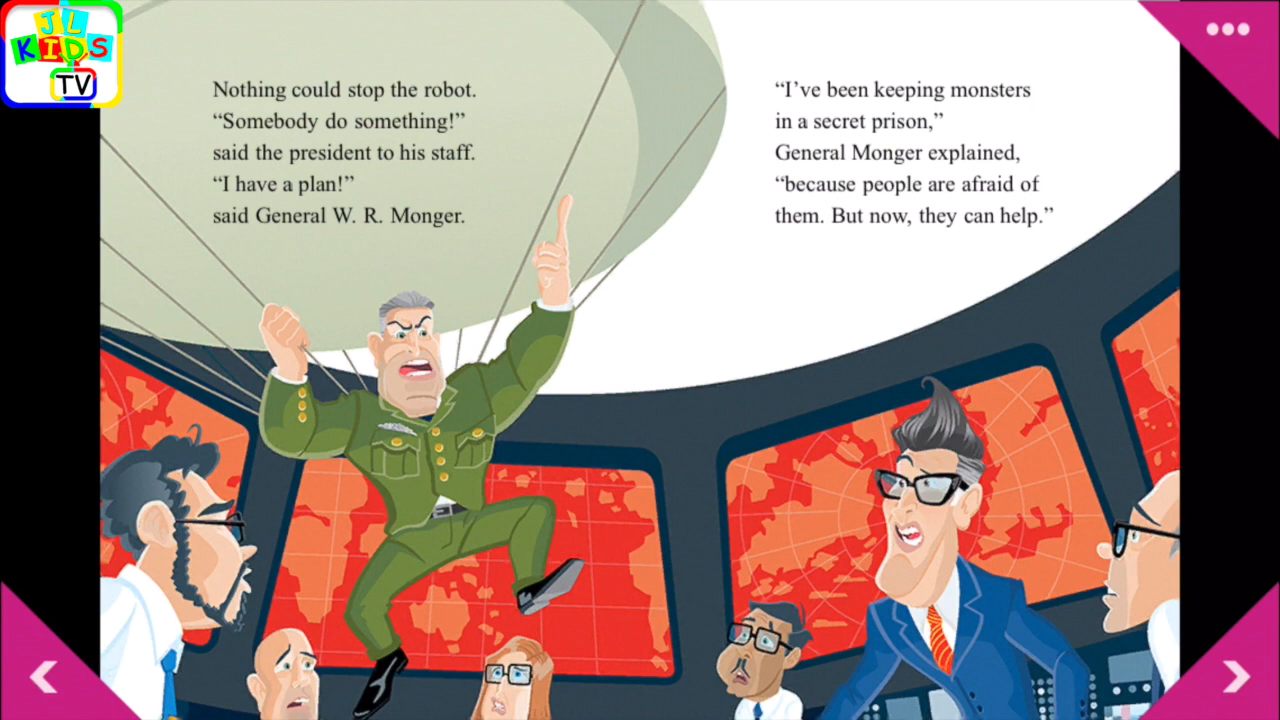 JL
KIDS
TV
Nothing could stop the robot.
“Somebody do something!”
said the president to his staff.
“I have a plan!”
said General W. R. Monger.
“I’ve been keeping monsters
in a secret prison,”
General Monger explained,
“because people are afraid of
them. But now, they can help.”